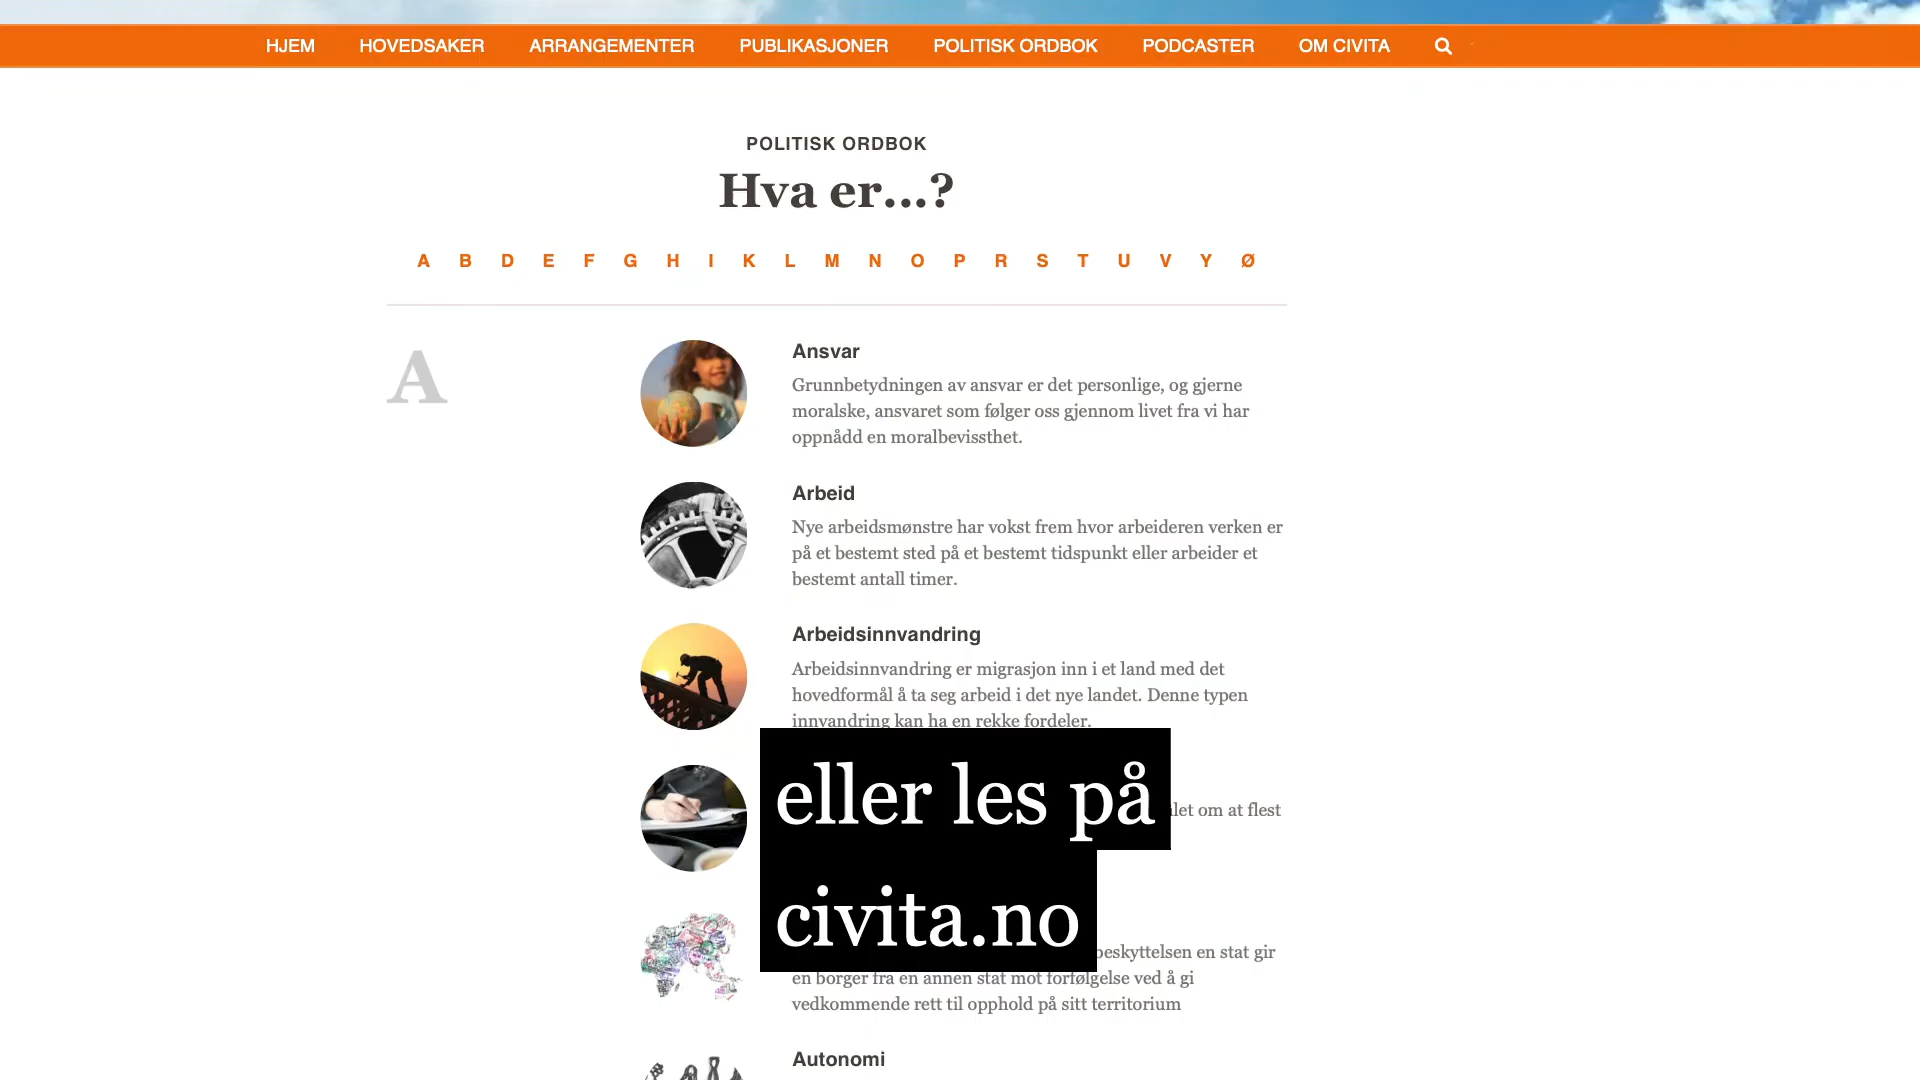 HJEM HOVEDSAKER ARRANGEMENTER PUBLIKASJONER POLITISK ORDBOK PODCASTER OM CIVITA
POLITISK ORDBOK
Hva er...?
A B D E F G H I K L M N O P R S T U V Y Ø
A
Ansvar
Grunnbetydningen av ansvar er det personlige, og gjerne
moralske, ansvaret som følger oss gjennom livet fra vi har
oppnådd en moralbevissthet.
Arbeid
Nye arbeidsmønstre har vokst frem hvor arbeideren verken er
på et bestemt sted på et bestemt tidspunkt eller arbeider et
bestemt antall timer.
Arbeidsinnvandring
Arbeidsinnvandring er migrasjon inn i et land med det
hovedformål å ta seg arbeid i det nye landet. Denne typen
innvandring kan ha en rekke fordeler.
eller les på
om at flest
civita.no
beskyttelsen en stat gir
en borger fra en annen stat mot forfølgelse ved å gi
vedkommende rett til opphold på sitt territorium
Autonomi